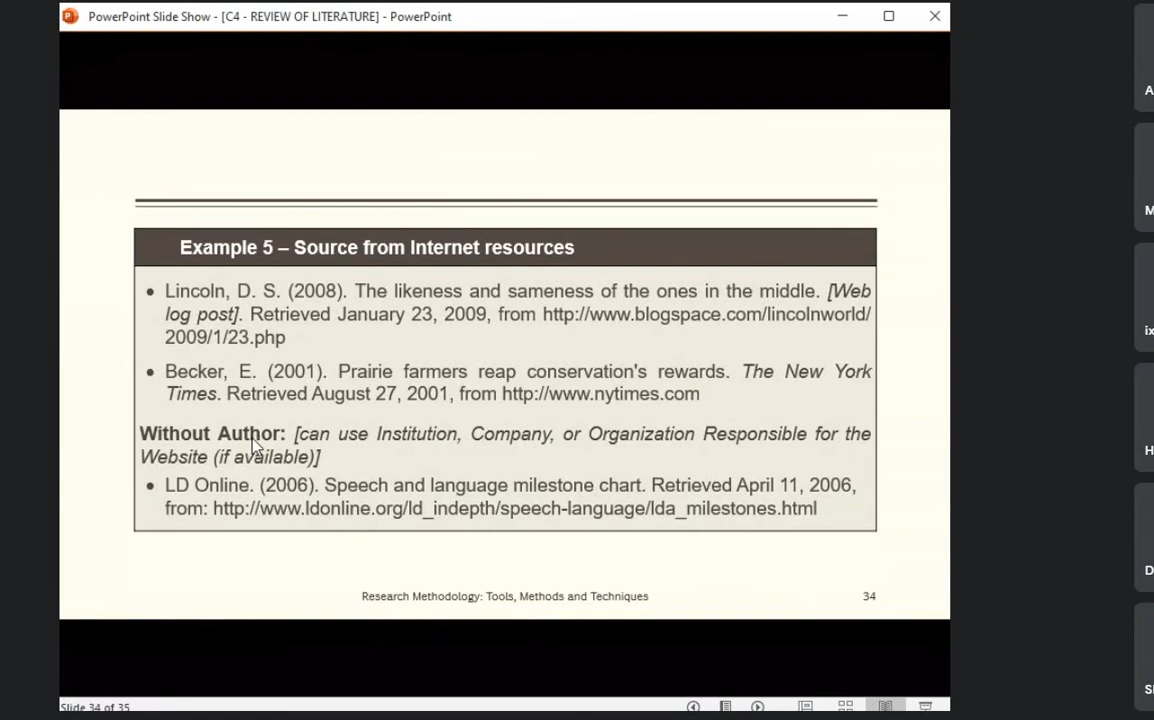 PowerPoint Slide Show - [C4 - REVIEW OF LITERATURE] - PowerPoint
Example 5 – Source from Internet resources
• Lincoln, D. S. (2008). The likeness and sameness of the ones in the middle. [Web
log post]. Retrieved January 23, 2009, from http://www.blogspace.com/lincolnworld/
2009/1/23.php
• Becker, E. (2001). Prairie farmers reap conservation's rewards. The New York
Times. Retrieved August 27, 2001, from http://www.nytimes.com
Without Author: [can use Institution, Company, or Organization Responsible for the
Website (if available)]
• LD Online. (2006). Speech and language milestone chart. Retrieved April 11, 2006,
from: http://www.ldonline.org/ld_indepth/speech-language/lda_milestones.html
Research Methodology: Tools, Methods and Techniques 34
Slide 34 of 35
A
M
ix
H
D